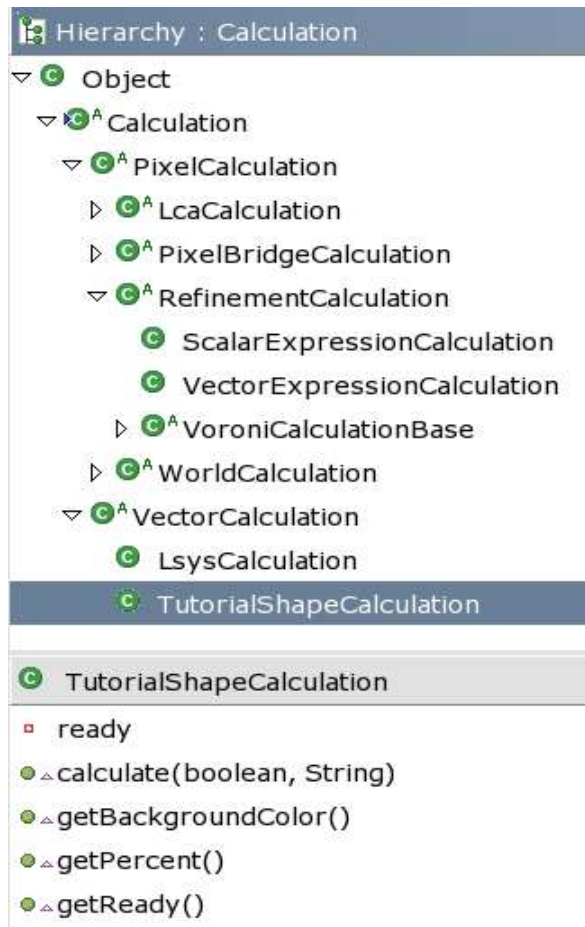 Hierarchy : Calculation
C Object
C A Calculation
C A PixelCalculation
C A LcaCalculation
C A PixelBridgeCalculation
C A RefinementCalculation
C ScalarExpressionCalculation
C VectorExpressionCalculation
C A VoroniCalculationBase
C A WorldCalculation
C A VectorCalculation
C LsysCalculation
C TutorialShapeCalculation
C TutorialShapeCalculation
ready
calculate(boolean, String)
getBackgroundColor()
getPercent()
getReady()